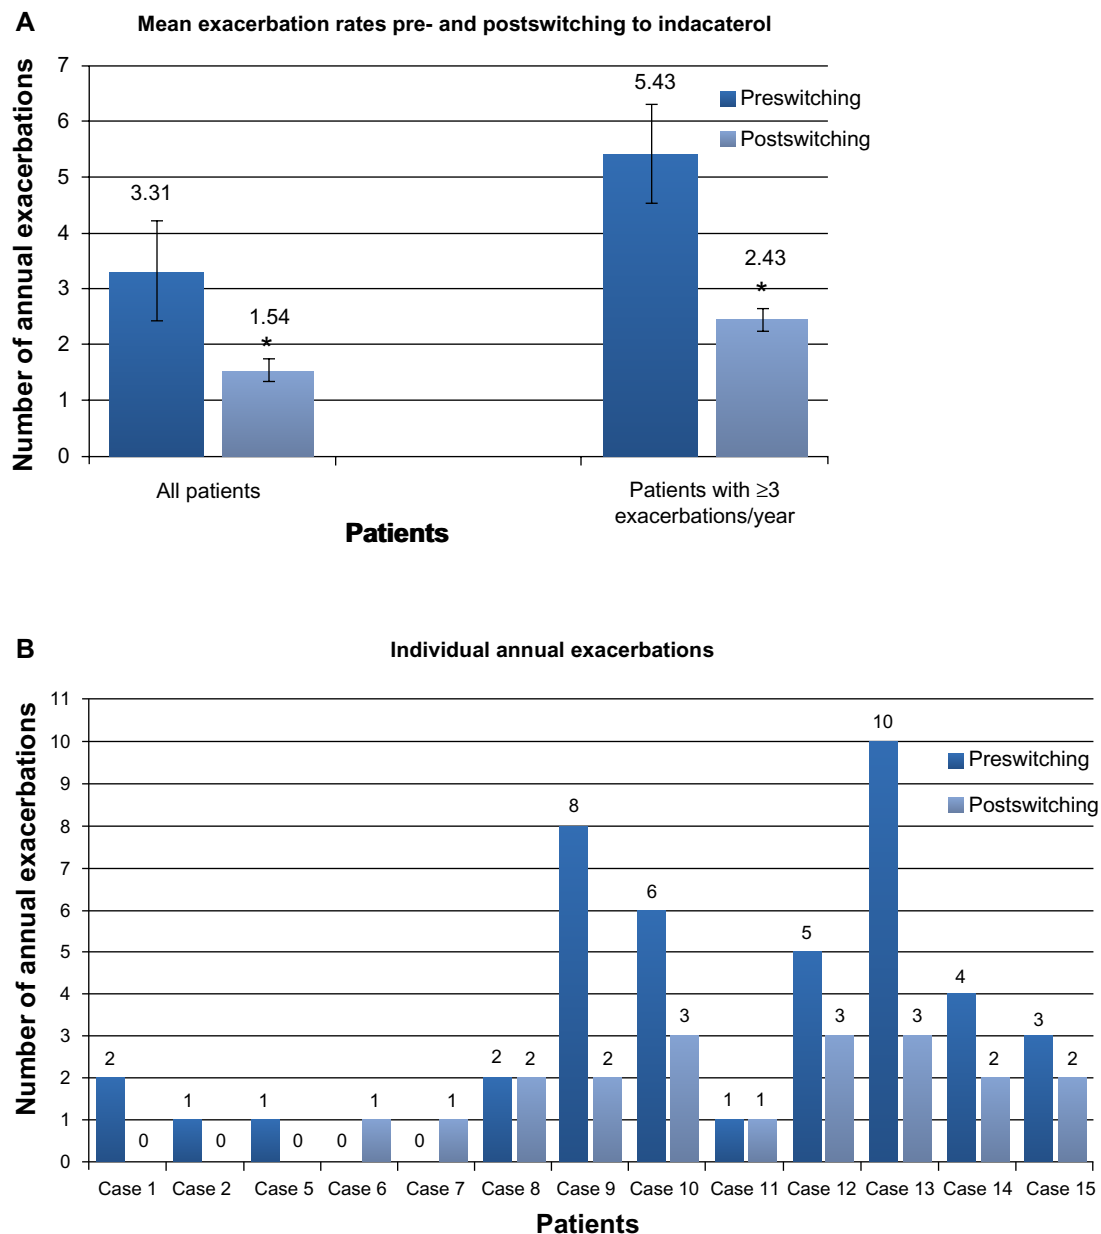 A
Mean exacerbation rates pre- and postswitching to indacaterol
Number of annual exacerbations
7
6
5
4
3
2
1
0
3.31
1.54
*
5.43
2.43
*
Preswitching
Postswitching
All patients
Patients with ≥3
exacerbations/year
Patients
B
Individual annual exacerbations
Number of annual exacerbations
11
10
9
8
7
6
5
4
3
2
1
0
2 0 1 0 1 0 0 1 0 1 2 2 8 2 6 3 1 1 5 3 10 3 4 2 3 2
Preswitching
Postswitching
Case 1 Case 2 Case 5 Case 6 Case 7 Case 8 Case 9 Case 10 Case 11 Case 12 Case 13 Case 14 Case 15
Patients